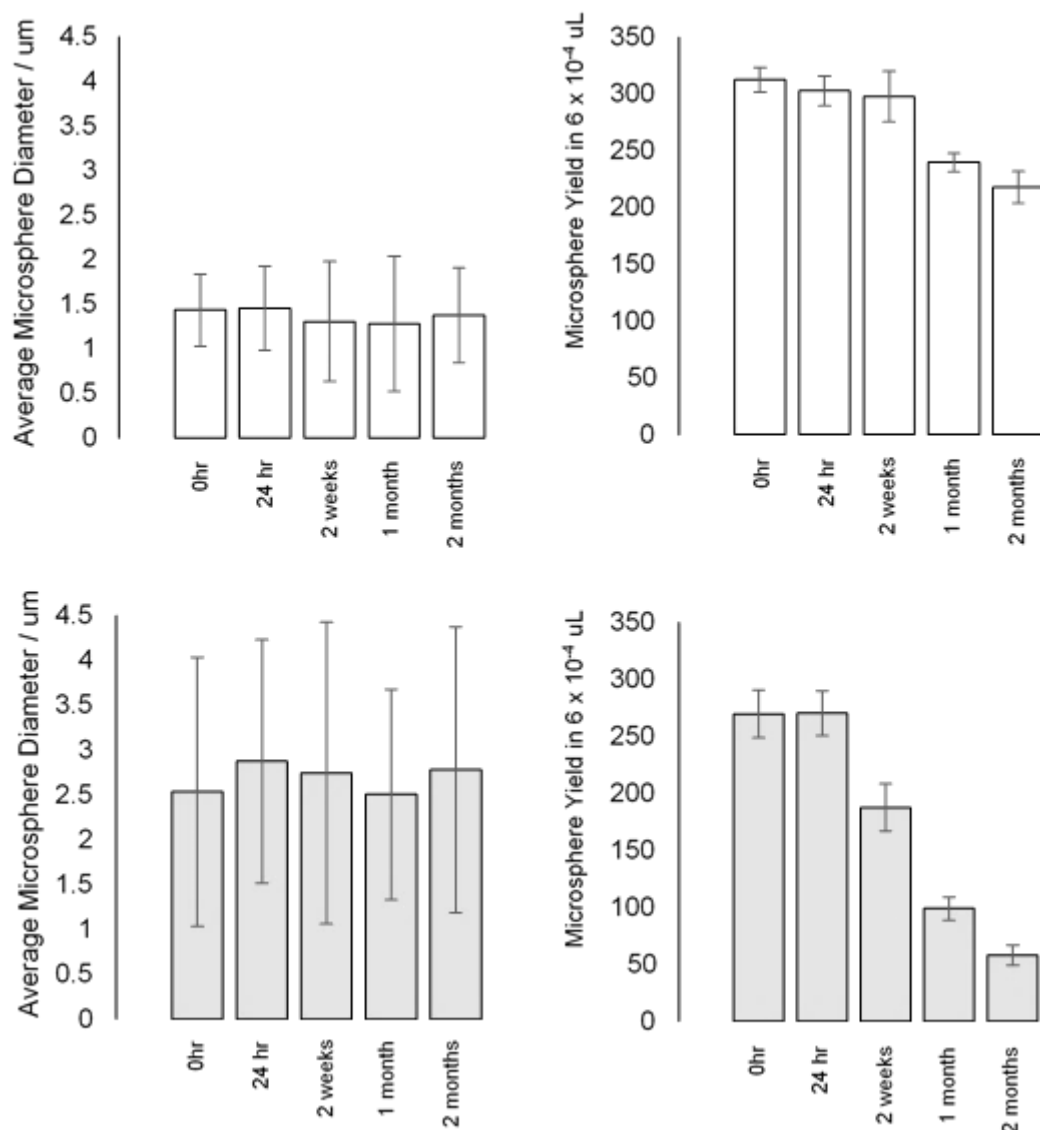 Average Microsphere Diameter / um
4.5
4
3.5
3
2.5
2
1.5
1
0.5
0
0hr
24 hr
2 weeks
1 month
2 months
Microsphere Yield in 6 x 10⁻⁴ uL
350
300
250
200
150
100
50
0
0hr
24 hr
2 weeks
1 month
2 months
Average Microsphere Diameter / um
4.5
4
3.5
3
2.5
2
1.5
1
0.5
0
0hr
24 hr
2 weeks
1 month
2 months
Microsphere Yield in 6 x 10⁻⁴ uL
350
300
250
200
150
100
50
0
0hr
24 hr
2 weeks
1 month
2 months